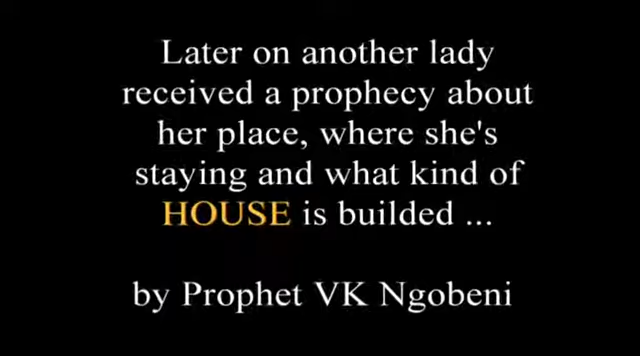 Later on another lady
received a prophecy about
her place, where she's
staying and what kind of
HOUSE is builded ...
by Prophet VK Ngobeni